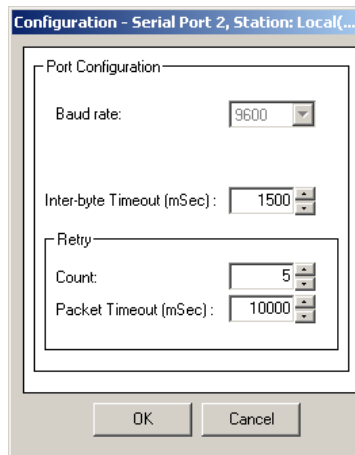 Configuration - Serial Port 2, Station: Local(...
Port Configuration
Baud rate: 9600
Inter-byte Timeout (mSec) : 1500
Retry
Count: 5
Packet Timeout (mSec) : 10000
OK Cancel